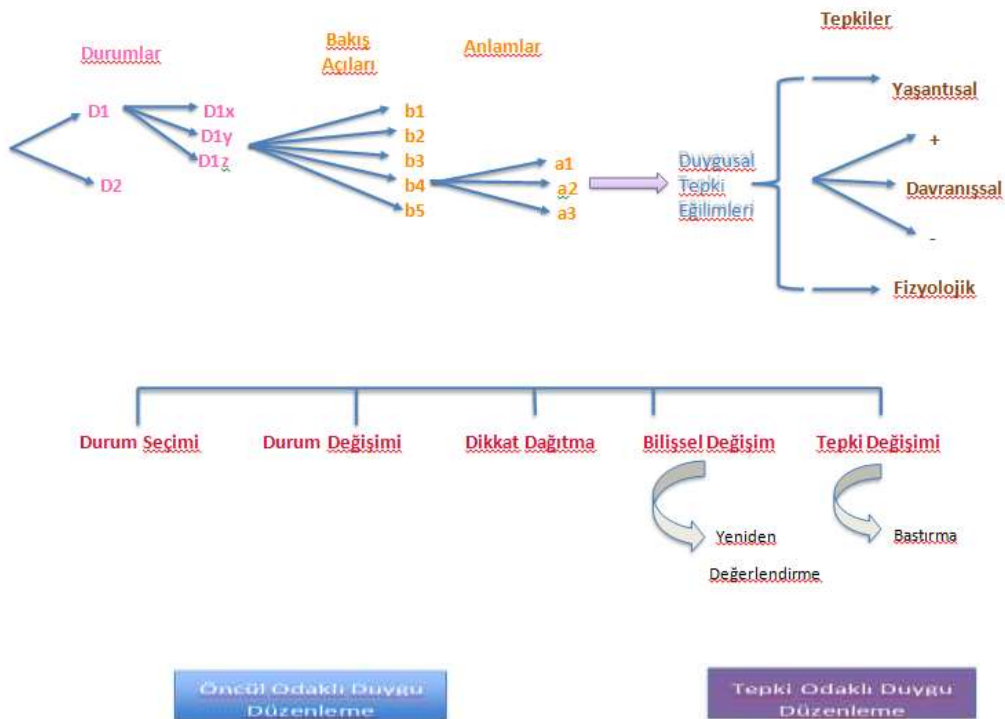 Tepkiler
Durumlar
Bakış
Açıları
Anlamlar
Yaşantısal
D1
D1x
D1y
D1z
D2
b1
b2
b3
b4
b5
a1
a2
a3
Duygusal
Tepki
Eğilimleri
+
Davranışsal
-
Fizyolojik
Durum Seçimi
Durum Değişimi
Dikkat Dağıtma
Bilişsel Değişim
Tepki Değişimi
Yeniden
Değerlendirme
Bastırma
Öncül Odaklı Duygu
Düzenleme
Tepki Odaklı Duygu
Düzenleme